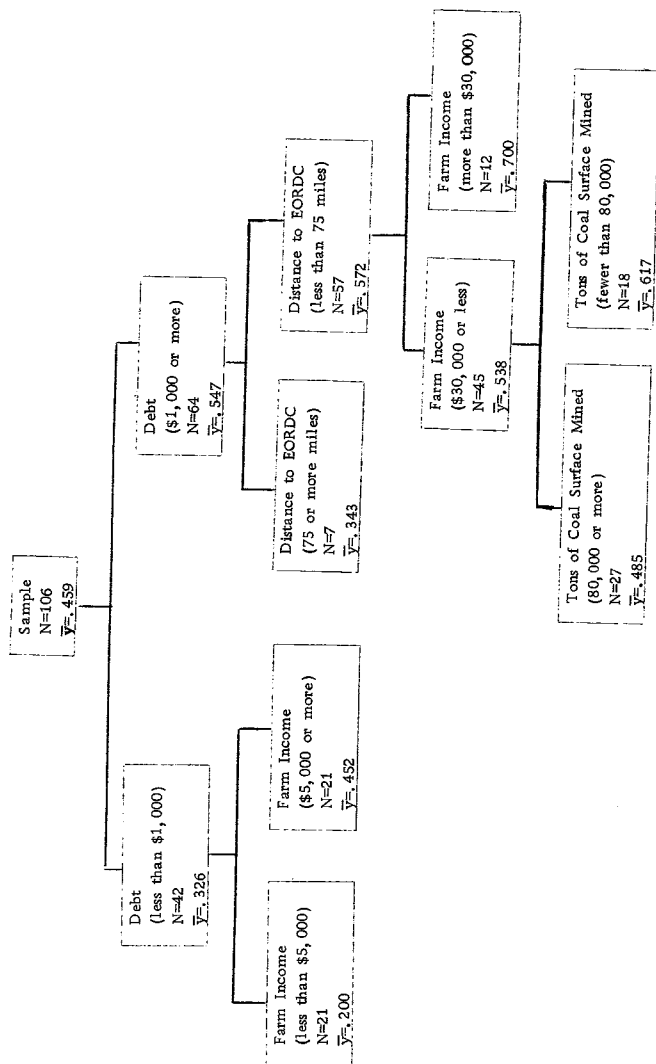 Sample
N=106
y̅=.459
Debt
(less than $1,000)
N=42
y̅=.326
Debt
($1,000 or more)
N=64
y̅=.547
Farm Income
(less than $5,000)
N=21
y̅=.200
Farm Income
($5,000 or more)
N=21
y̅=.452
Distance to EORDC
(75 or more miles)
N=7
y̅=.343
Distance to EORDC
(less than 75 miles)
N=57
y̅=.572
Farm Income
($30,000 or less)
N=45
y̅=.538
Farm Income
(more than $30,000)
N=12
y̅=.700
Tons of Coal Surface Mined
(80,000 or more)
N=27
y̅=.485
Tons of Coal Surface Mined
(fewer than 80,000)
N=18
y̅=.617